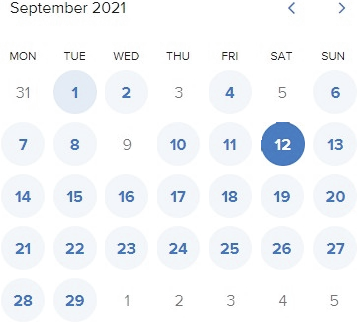 September 2021
MON TUE WED THU FRI SAT SUN
31 1 2 3 4 5 6
7 8 9 10 11 12 13
14 15 16 17 18 19 20
21 22 23 24 25 26 27
28 29 1 2 3 4 5